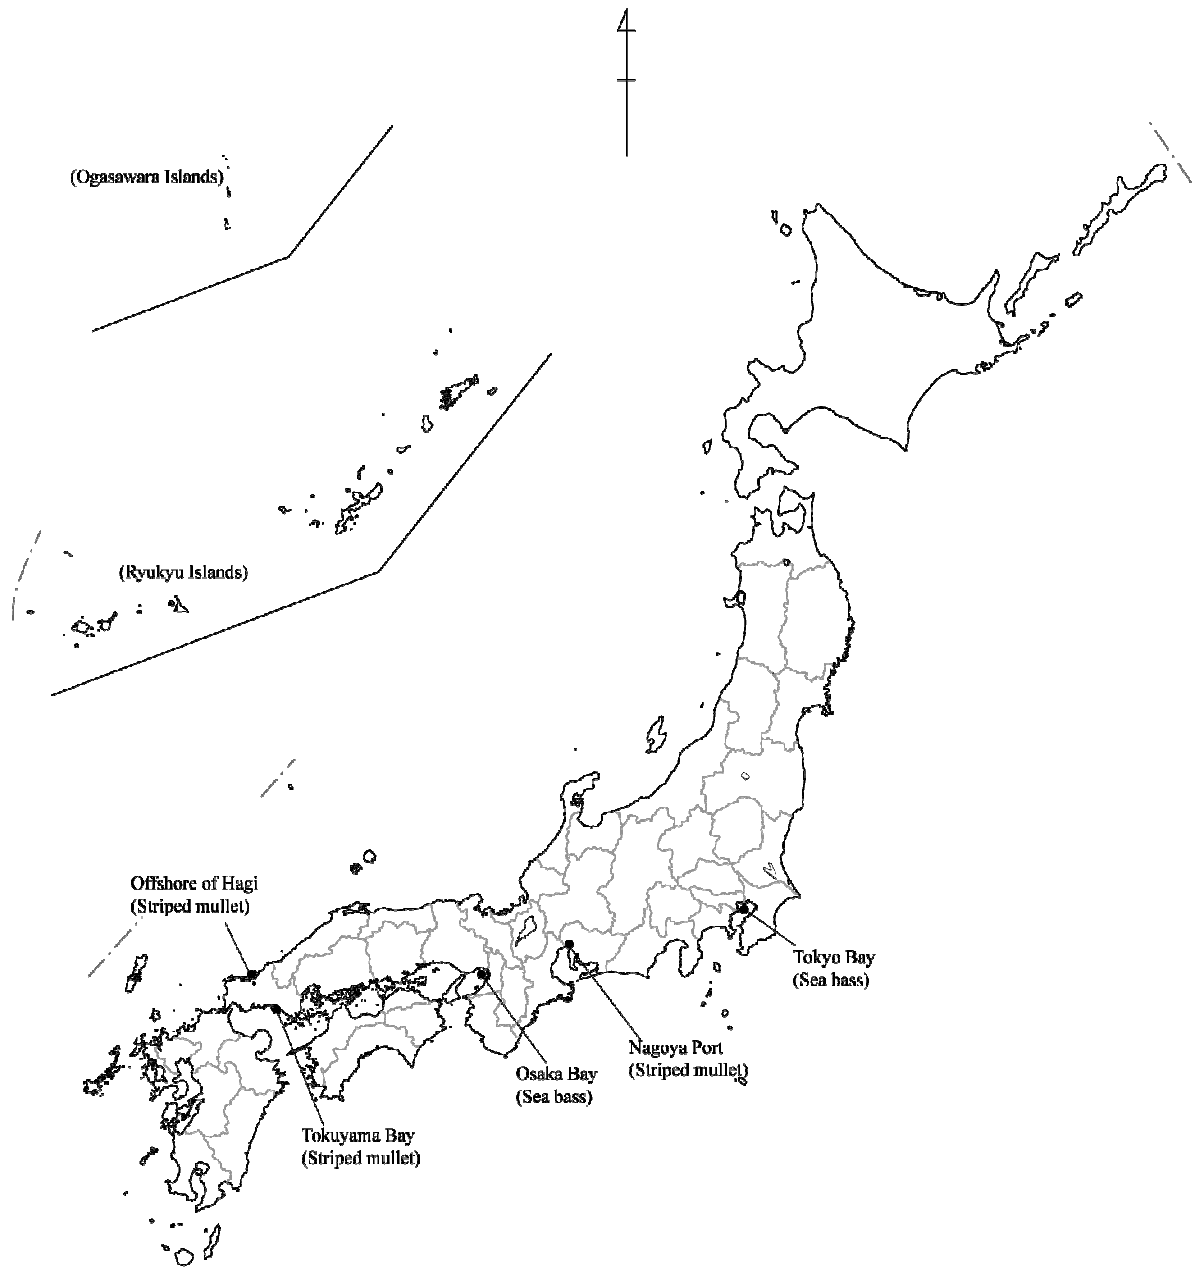 (Ogasawara Islands)
(Ryukyu Islands)
Offshore of Hagi
(Striped mullet)
Tokyo Bay
(Sea bass)
Nagoya Port
(Striped mullet)
Osaka Bay
(Sea bass)
Tokuyama Bay
(Striped mullet)